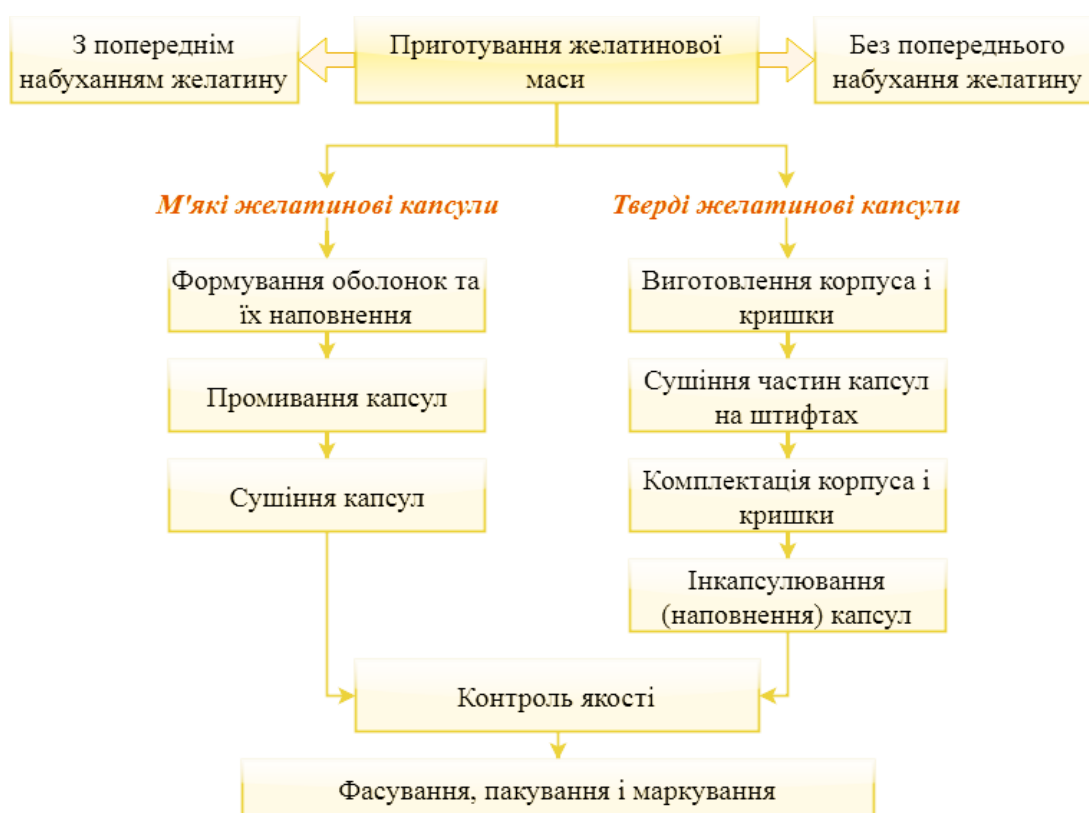 З попереднім
набуханням желатину
Приготування желатинової
маси
Без попереднього
набухання желатину
М'які желатинові капсули
Тверді желатинові капсули
Формування оболонок та
їх наповнення
Виготовлення корпуса і
кришки
Промивання капсул
Сушіння частин капсул
на штифтах
Сушіння капсул
Комплектація корпуса і
кришки
Інкапсулювання
(наповнення) капсул
Контроль якості
Фасування, пакування і маркування